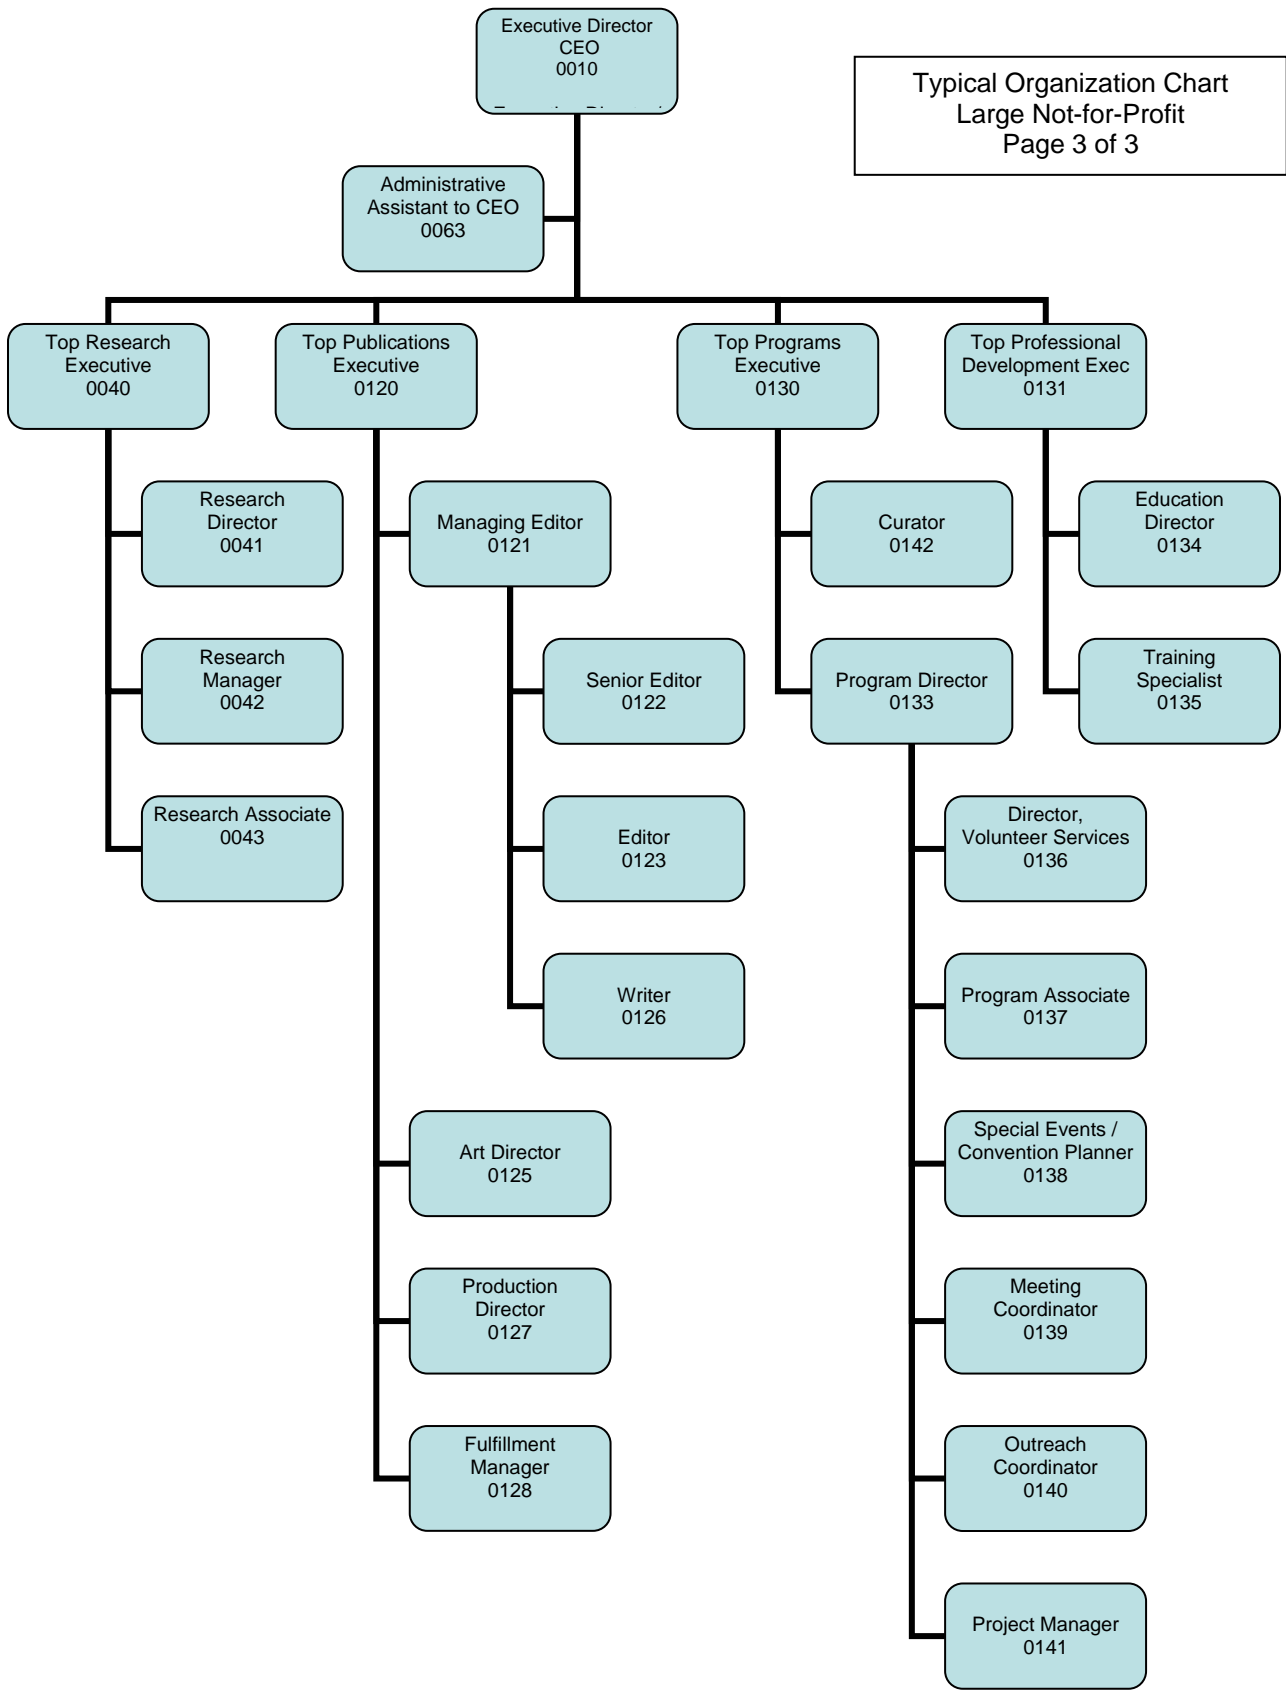 Executive Director
CEO
0010
Typical Organization Chart
Large Not-for-Profit
Page 3 of 3
Administrative
Assistant to CEO
0063
Top Research
Executive
0040
Top Publications
Executive
0120
Top Programs
Executive
0130
Top Professional
Development Exec
0131
Research
Director
0041
Managing Editor
0121
Curator
0142
Education
Director
0134
Research
Manager
0042
Senior Editor
0122
Program Director
0133
Training
Specialist
0135
Research Associate
0043
Editor
0123
Director,
Volunteer Services
0136
Writer
0126
Program Associate
0137
Art Director
0125
Special Events /
Convention Planner
0138
Production
Director
0127
Meeting
Coordinator
0139
Fulfillment
Manager
0128
Outreach
Coordinator
0140
Project Manager
0141